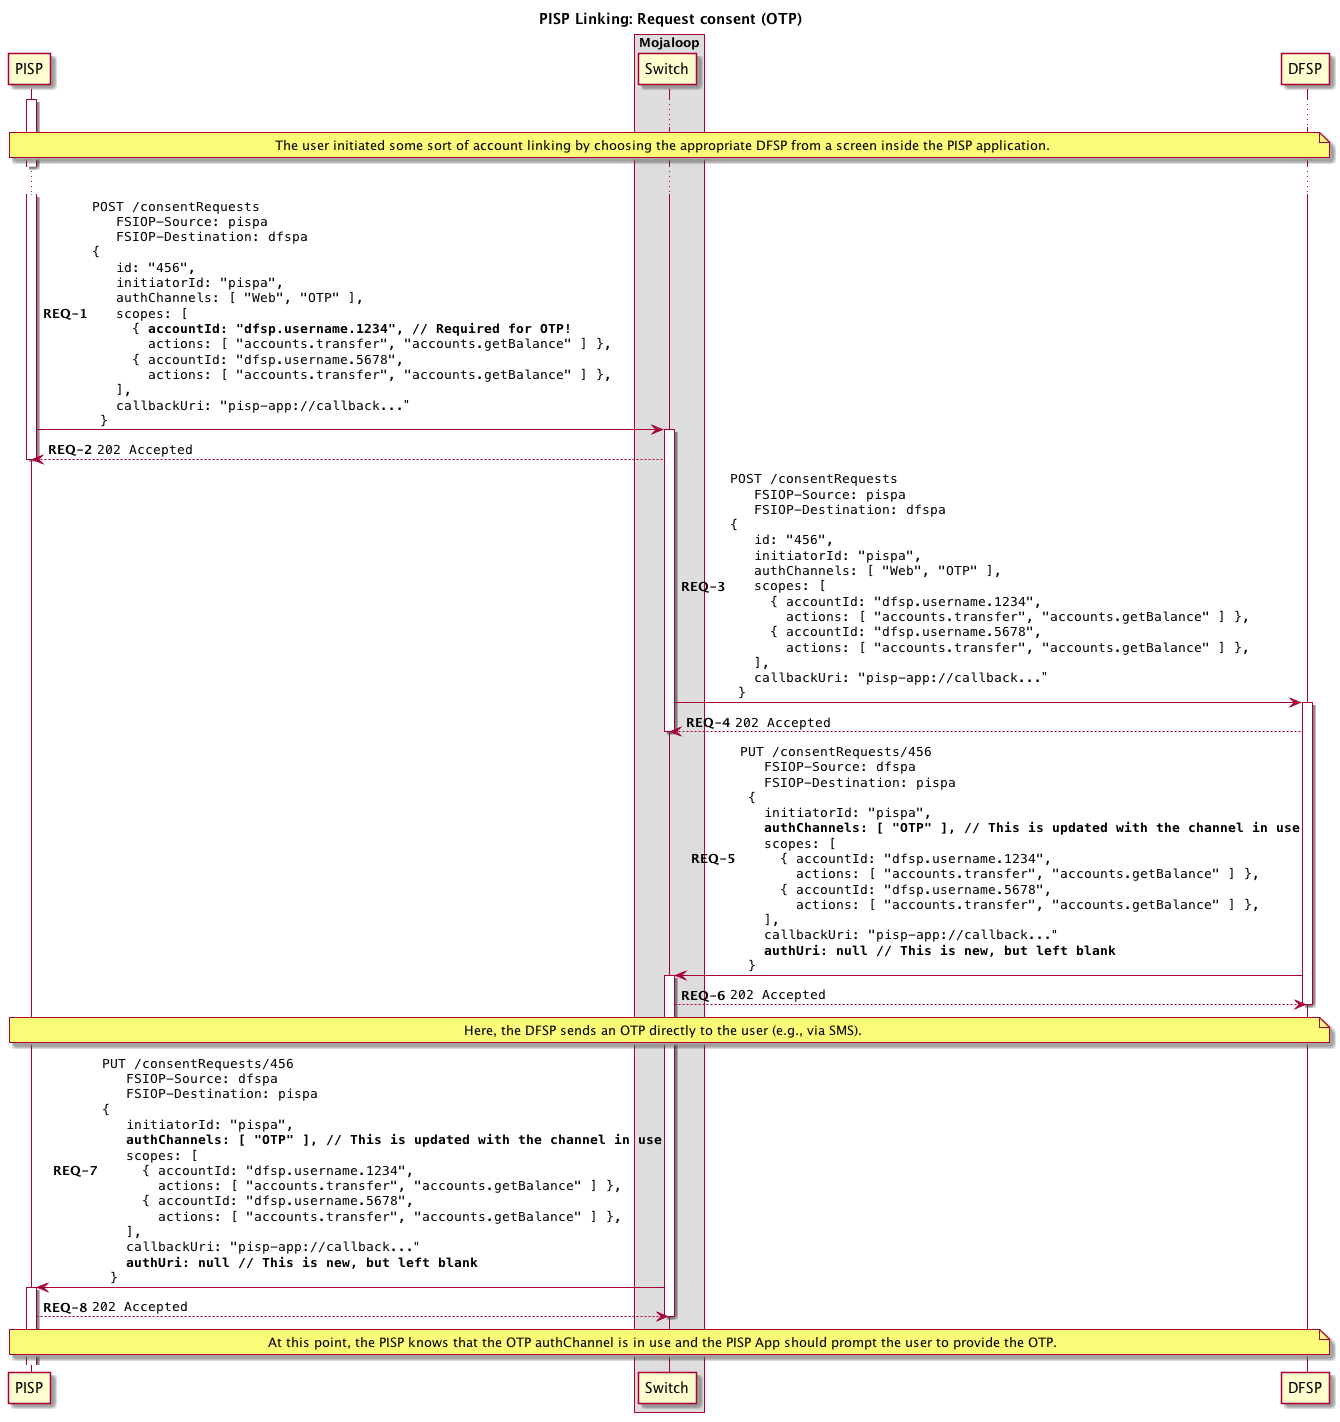 PISP Linking: Request consent (OTP)
Mojaloop
PISP
Switch
DFSP
The user initiated some sort of account linking by choosing the appropriate DFSP from a screen inside the PISP application.
POST /consentRequests
FSIOP-Source: pispa
FSIOP-Destination: dfspa
{
id: "456",
initiatorId: "pispa",
authChannels: [ "Web", "OTP" ],
REQ-1 scopes: [
{ accountId: "dfsp.username.1234", // Required for OTP!
actions: [ "accounts.transfer", "accounts.getBalance" ] },
{ accountId: "dfsp.username.5678",
actions: [ "accounts.transfer", "accounts.getBalance" ] },
],
callbackUri: "pisp-app://callback..."
}
REQ-2 202 Accepted
POST /consentRequests
FSIOP-Source: pispa
FSIOP-Destination: dfspa
{
id: "456",
initiatorId: "pispa",
authChannels: [ "Web", "OTP" ],
REQ-3 scopes: [
{ accountId: "dfsp.username.1234",
actions: [ "accounts.transfer", "accounts.getBalance" ] },
{ accountId: "dfsp.username.5678",
actions: [ "accounts.transfer", "accounts.getBalance" ] },
],
callbackUri: "pisp-app://callback..."
}
REQ-4 202 Accepted
PUT /consentRequests/456
FSIOP-Source: dfspa
FSIOP-Destination: pispa
{
initiatorId: "pispa",
authChannels: [ "OTP" ], // This is updated with the channel in use
scopes: [
REQ-5 { accountId: "dfsp.username.1234",
actions: [ "accounts.transfer", "accounts.getBalance" ] },
{ accountId: "dfsp.username.5678",
actions: [ "accounts.transfer", "accounts.getBalance" ] },
],
callbackUri: "pisp-app://callback..."
authUri: null // This is new, but left blank
}
REQ-6 202 Accepted
Here, the DFSP sends an OTP directly to the user (e.g., via SMS).
PUT /consentRequests/456
FSIOP-Source: dfspa
FSIOP-Destination: pispa
{
initiatorId: "pispa",
authChannels: [ "OTP" ], // This is updated with the channel in use
scopes: [
REQ-7 { accountId: "dfsp.username.1234",
actions: [ "accounts.transfer", "accounts.getBalance" ] },
{ accountId: "dfsp.username.5678",
actions: [ "accounts.transfer", "accounts.getBalance" ] },
],
callbackUri: "pisp-app://callback..."
authUri: null // This is new, but left blank
}
REQ-8 202 Accepted
At this point, the PISP knows that the OTP authChannel is in use and the PISP App should prompt the user to provide the OTP.
PISP
Switch
DFSP